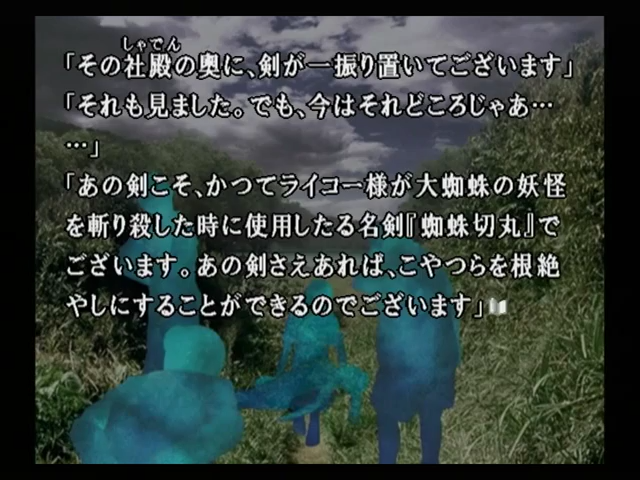 しゃでん
「その社殿の奥に、剣が一振り置いてございます」
「それも見ました。でも、今はそれどころじゃあ…
…」
「あの剣こそ、かつてライコー様が大蜘蛛の妖怪
を斬り殺した時に使用したる名剣『蜘蛛切丸』で
ございます。あの剣さえあれば、こやつらを根絶
やしにすることができるのでございます」